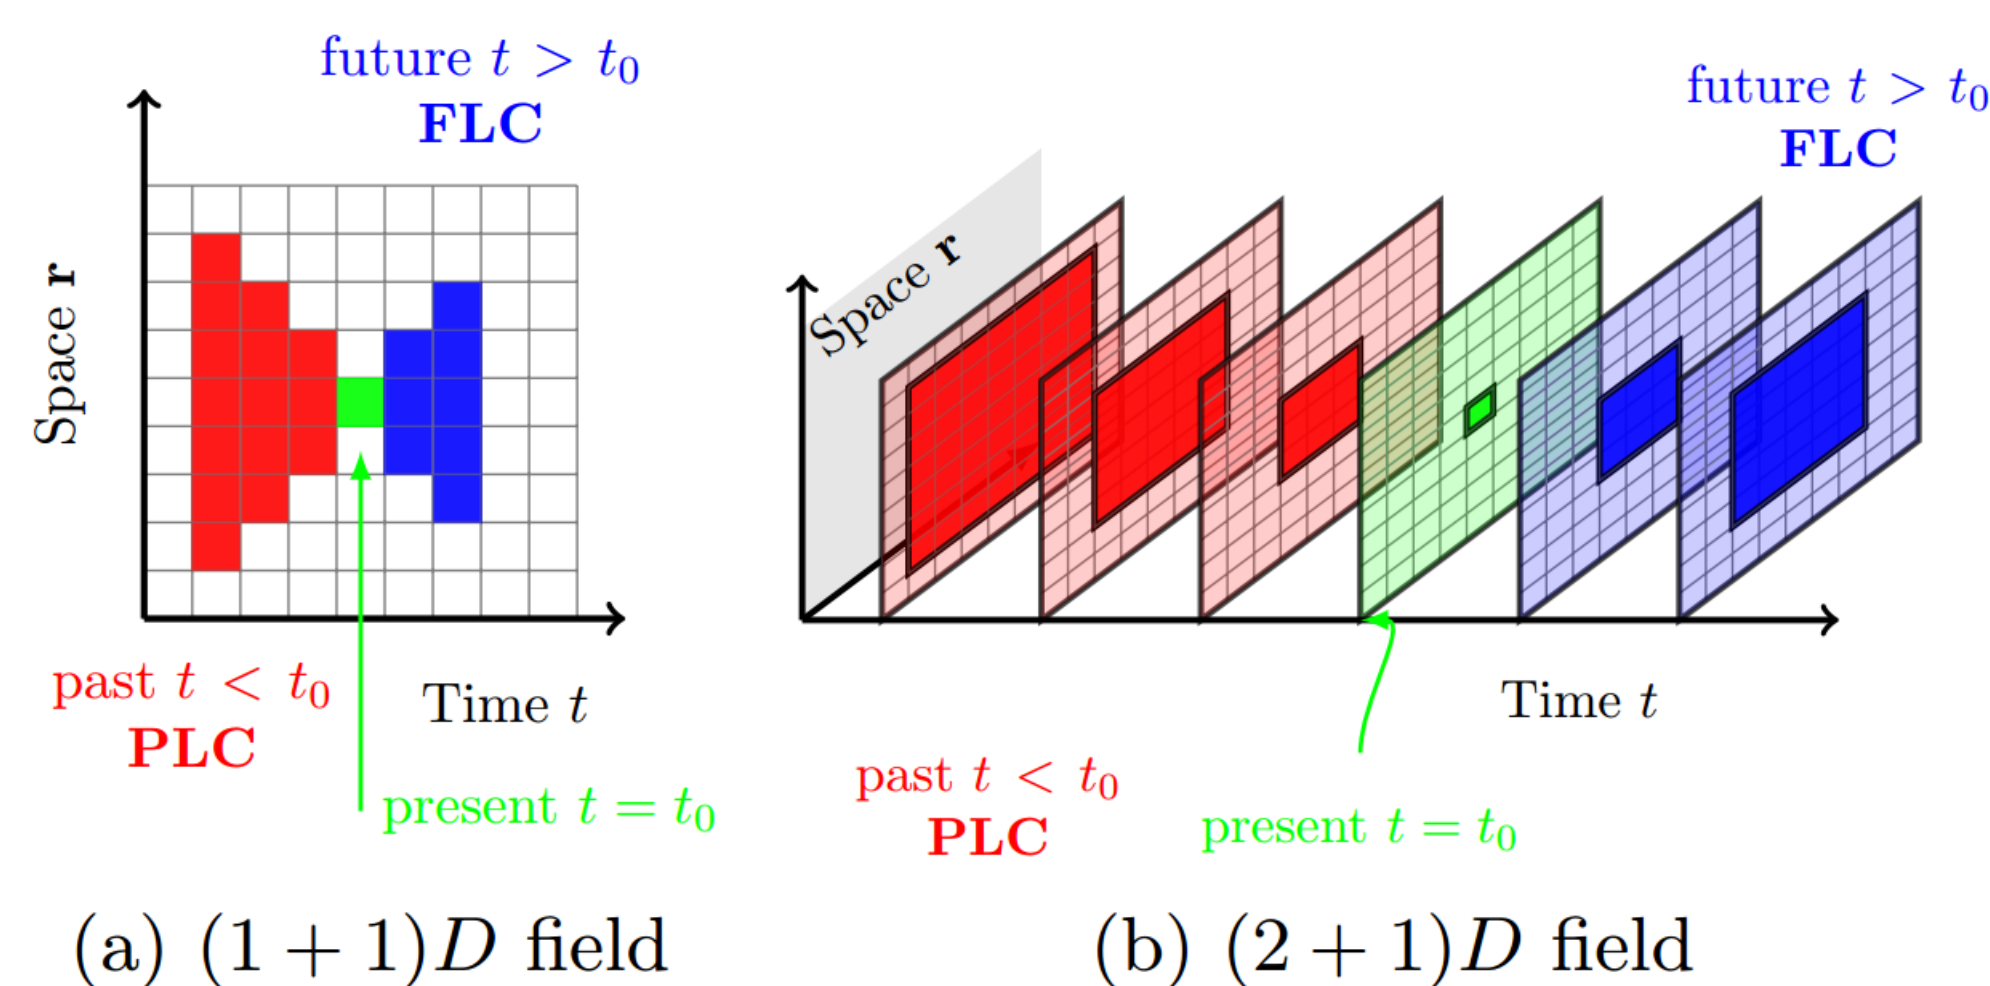 future t > t₀
FLC
Space r
past t < t₀
PLC
Time t
present t = t₀
(a) (1 + 1)D field
future t > t₀
FLC
Space r
Time t
past t < t₀
PLC
present t = t₀
(b) (2 + 1)D field